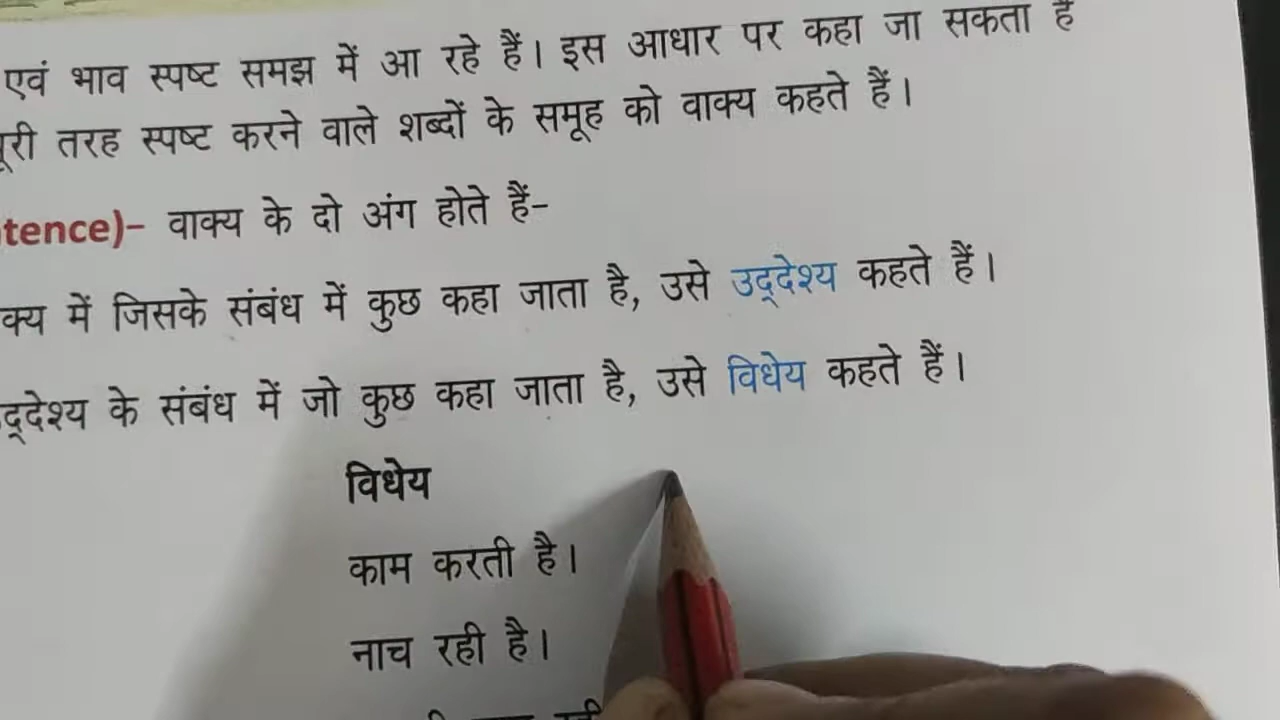 एवं भाव स्पष्ट समझ में आ रहे हैं। इस आधार पर कहा जा सकता है
तरह स्पष्ट करने वाले शब्दों के समूह को वाक्य कहते हैं।
tence)- वाक्य के दो अंग होते हैं-
क्य में जिसके संबंध में कुछ कहा जाता है, उसे उद्‌देश्य कहते हैं।
द्‌देश्य के संबंध में जो कुछ कहा जाता है, उसे विधेय कहते हैं।
विधेय
काम करती है।
नाच रही है।